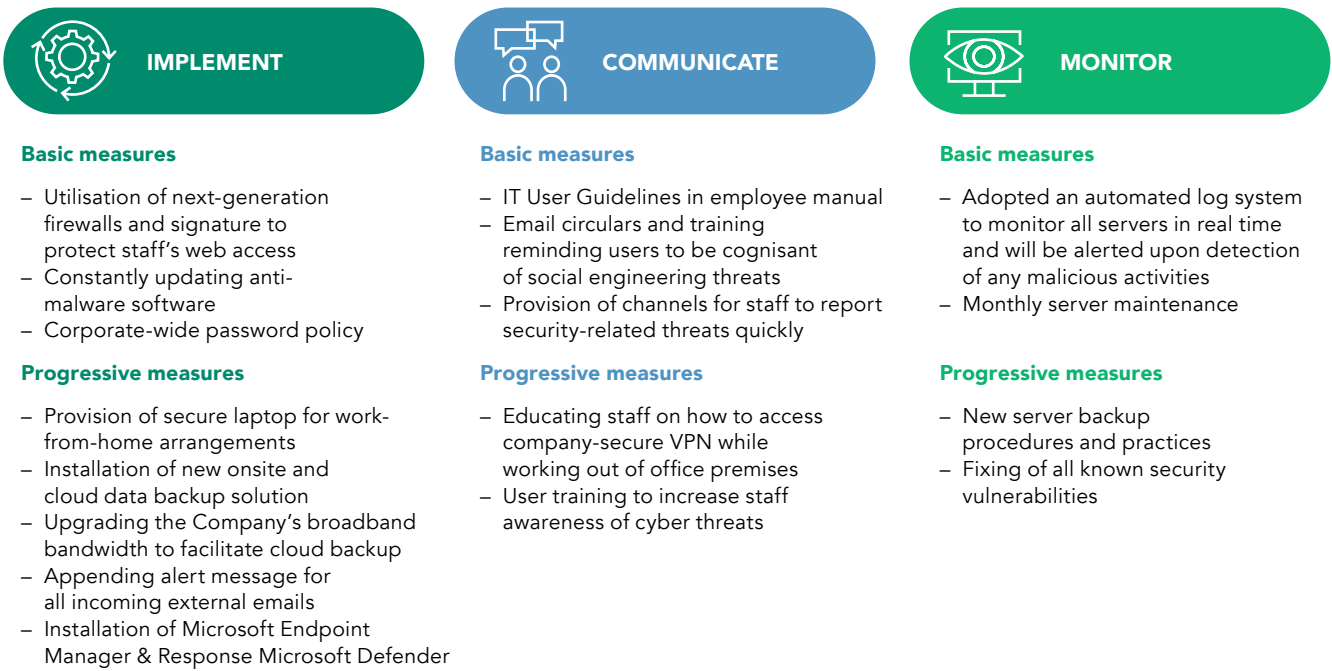 IMPLEMENT
Basic measures
– Utilisation of next-generation
firewalls and signature to
protect staff's web access
– Constantly updating anti-
malware software
– Corporate-wide password policy
Progressive measures
– Provision of secure laptop for work-
from-home arrangements
– Installation of new onsite and
cloud data backup solution
– Upgrading the Company's broadband
bandwidth to facilitate cloud backup
– Appending alert message for
all incoming external emails
– Installation of Microsoft Endpoint
Manager & Response Microsoft Defender
COMMUNICATE
Basic measures
– IT User Guidelines in employee manual
– Email circulars and training
reminding users to be cognisant
of social engineering threats
– Provision of channels for staff to report
security-related threats quickly
Progressive measures
– Educating staff on how to access
company-secure VPN while
working out of office premises
– User training to increase staff
awareness of cyber threats
MONITOR
Basic measures
– Adopted an automated log system
to monitor all servers in real time
and will be alerted upon detection
of any malicious activities
– Monthly server maintenance
Progressive measures
– New server backup
procedures and practices
– Fixing of all known security
vulnerabilities